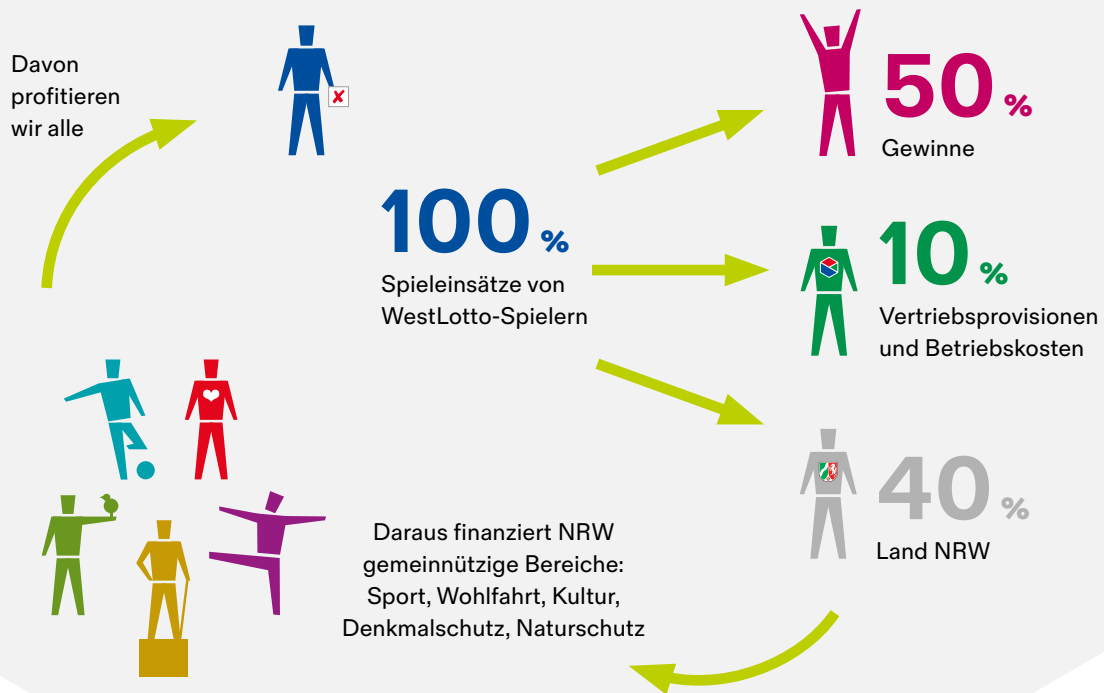 Davon
profitieren
wir alle
100 %
Spieleinsätze von
WestLotto-Spielern
50 %
Gewinne
10 %
Vertriebsprovisionen
und Betriebskosten
40 %
Land NRW
Daraus finanziert NRW
gemeinnützige Bereiche:
Sport, Wohlfahrt, Kultur,
Denkmalschutz, Naturschutz